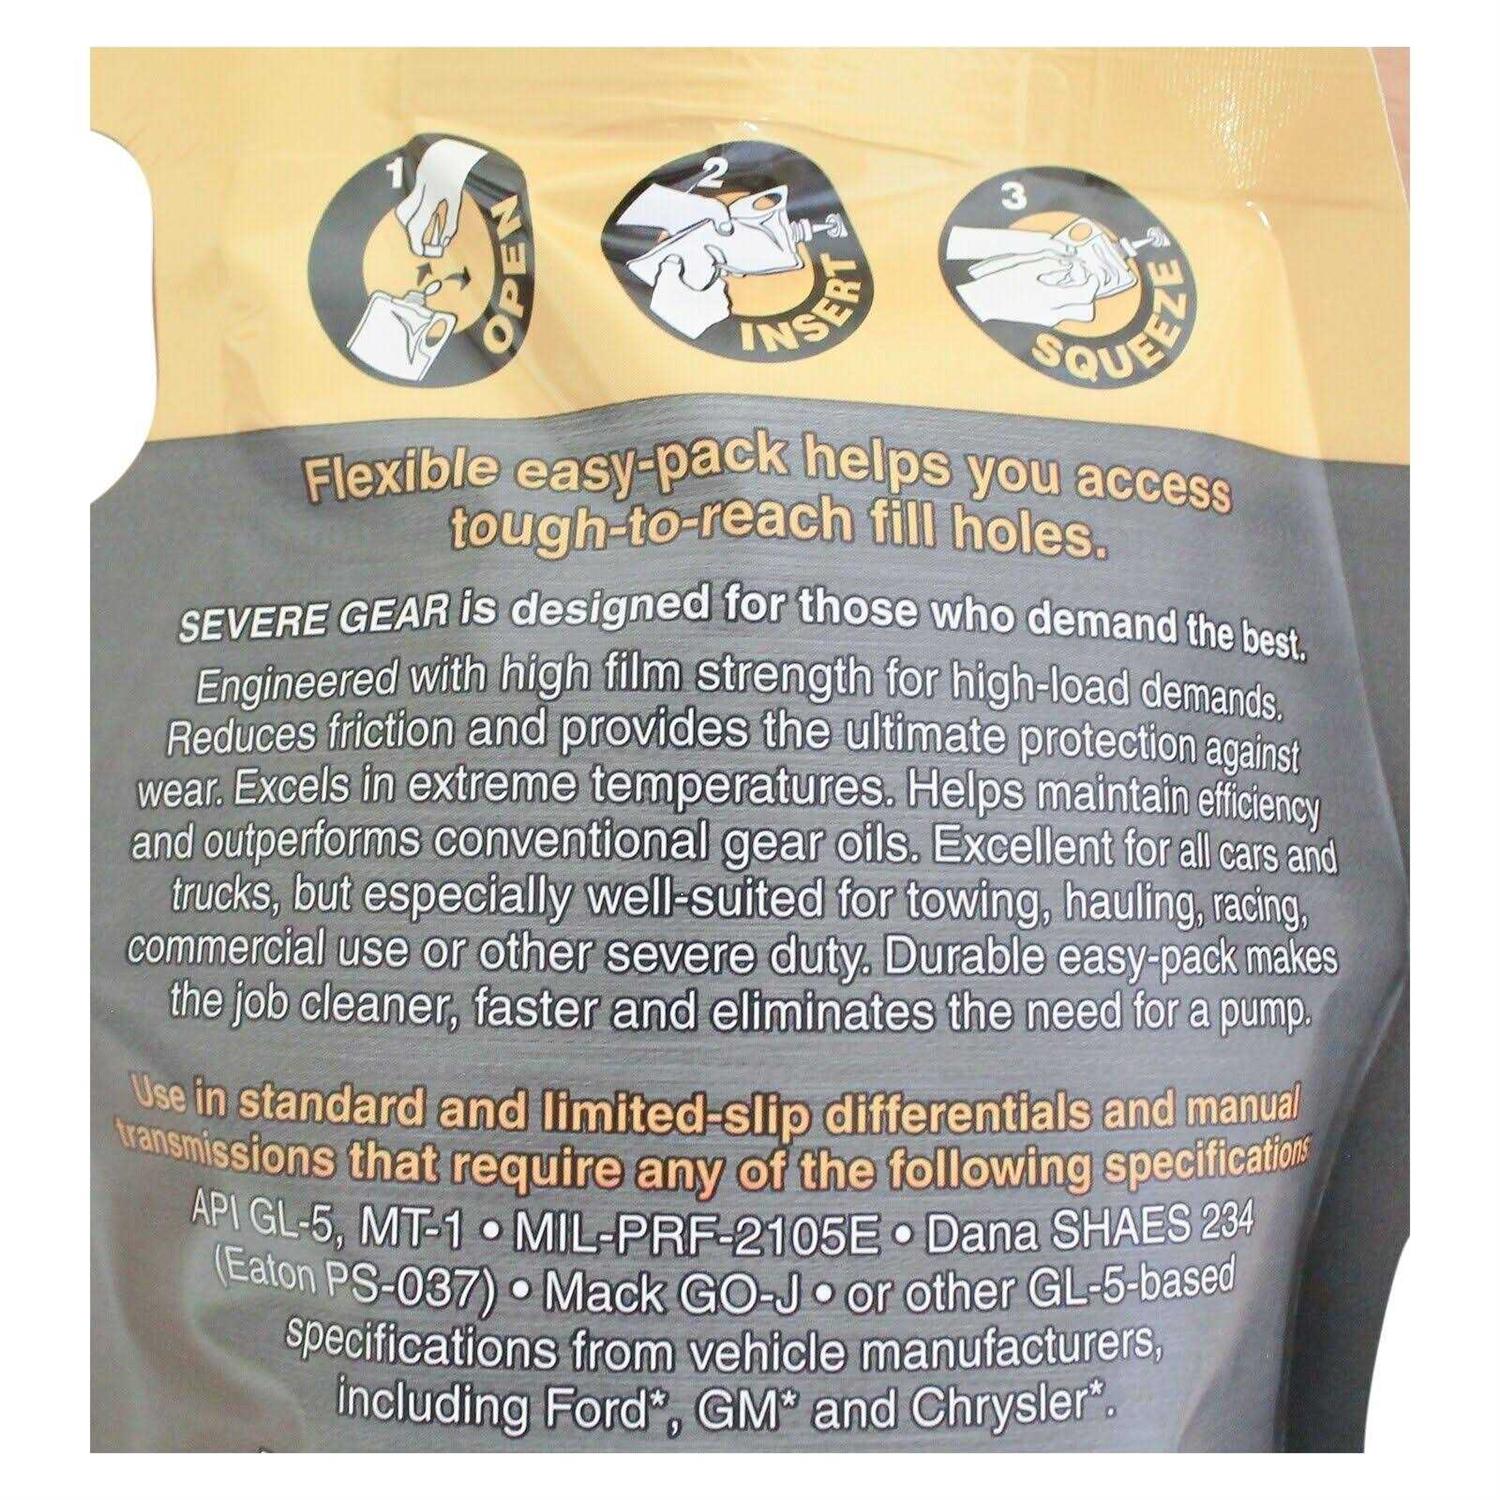 1 OPEN
2 INSERT
3 SQUEEZE
Flexible easy-pack helps you access
tough-to-reach fill holes.
SEVERE GEAR is designed for those who demand the best.
Engineered with high film strength for high-load demands.
Reduces friction and provides the ultimate protection against
wear. Excels in extreme temperatures. Helps maintain efficiency
and outperforms conventional gear oils. Excellent for all cars and
trucks, but especially well-suited for towing, hauling, racing,
commercial use or other severe duty. Durable easy-pack makes
the job cleaner, faster and eliminates the need for a pump.
Use in standard and limited-slip differentials and manual
transmissions that require any of the following specifications
API GL-5, MT-1 • MIL-PRF-2105E • Dana SHAES 234
(Eaton PS-037) • Mack GO-J • or other GL-5-based
specifications from vehicle manufacturers,
including Ford*, GM* and Chrysler*.